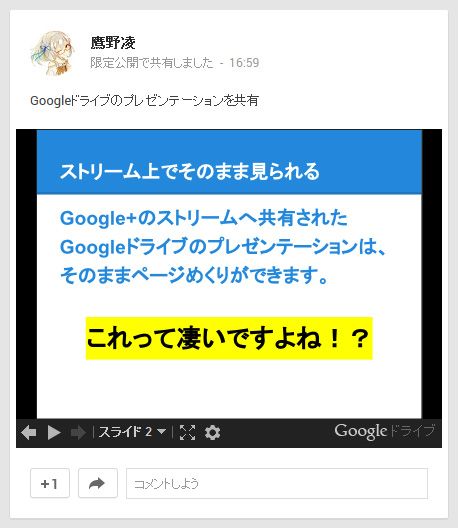 鷹野凌
限定公開で共有しました - 16:59
Googleドライブのプレゼンテーションを共有
ストリーム上でそのまま見られる
Google+のストリームへ共有された
Googleドライブのプレゼンテーションは、
そのままページめくりができます。
これって凄いですよね！？
スライド 2
Googleドライブ
+1
コメントしよう